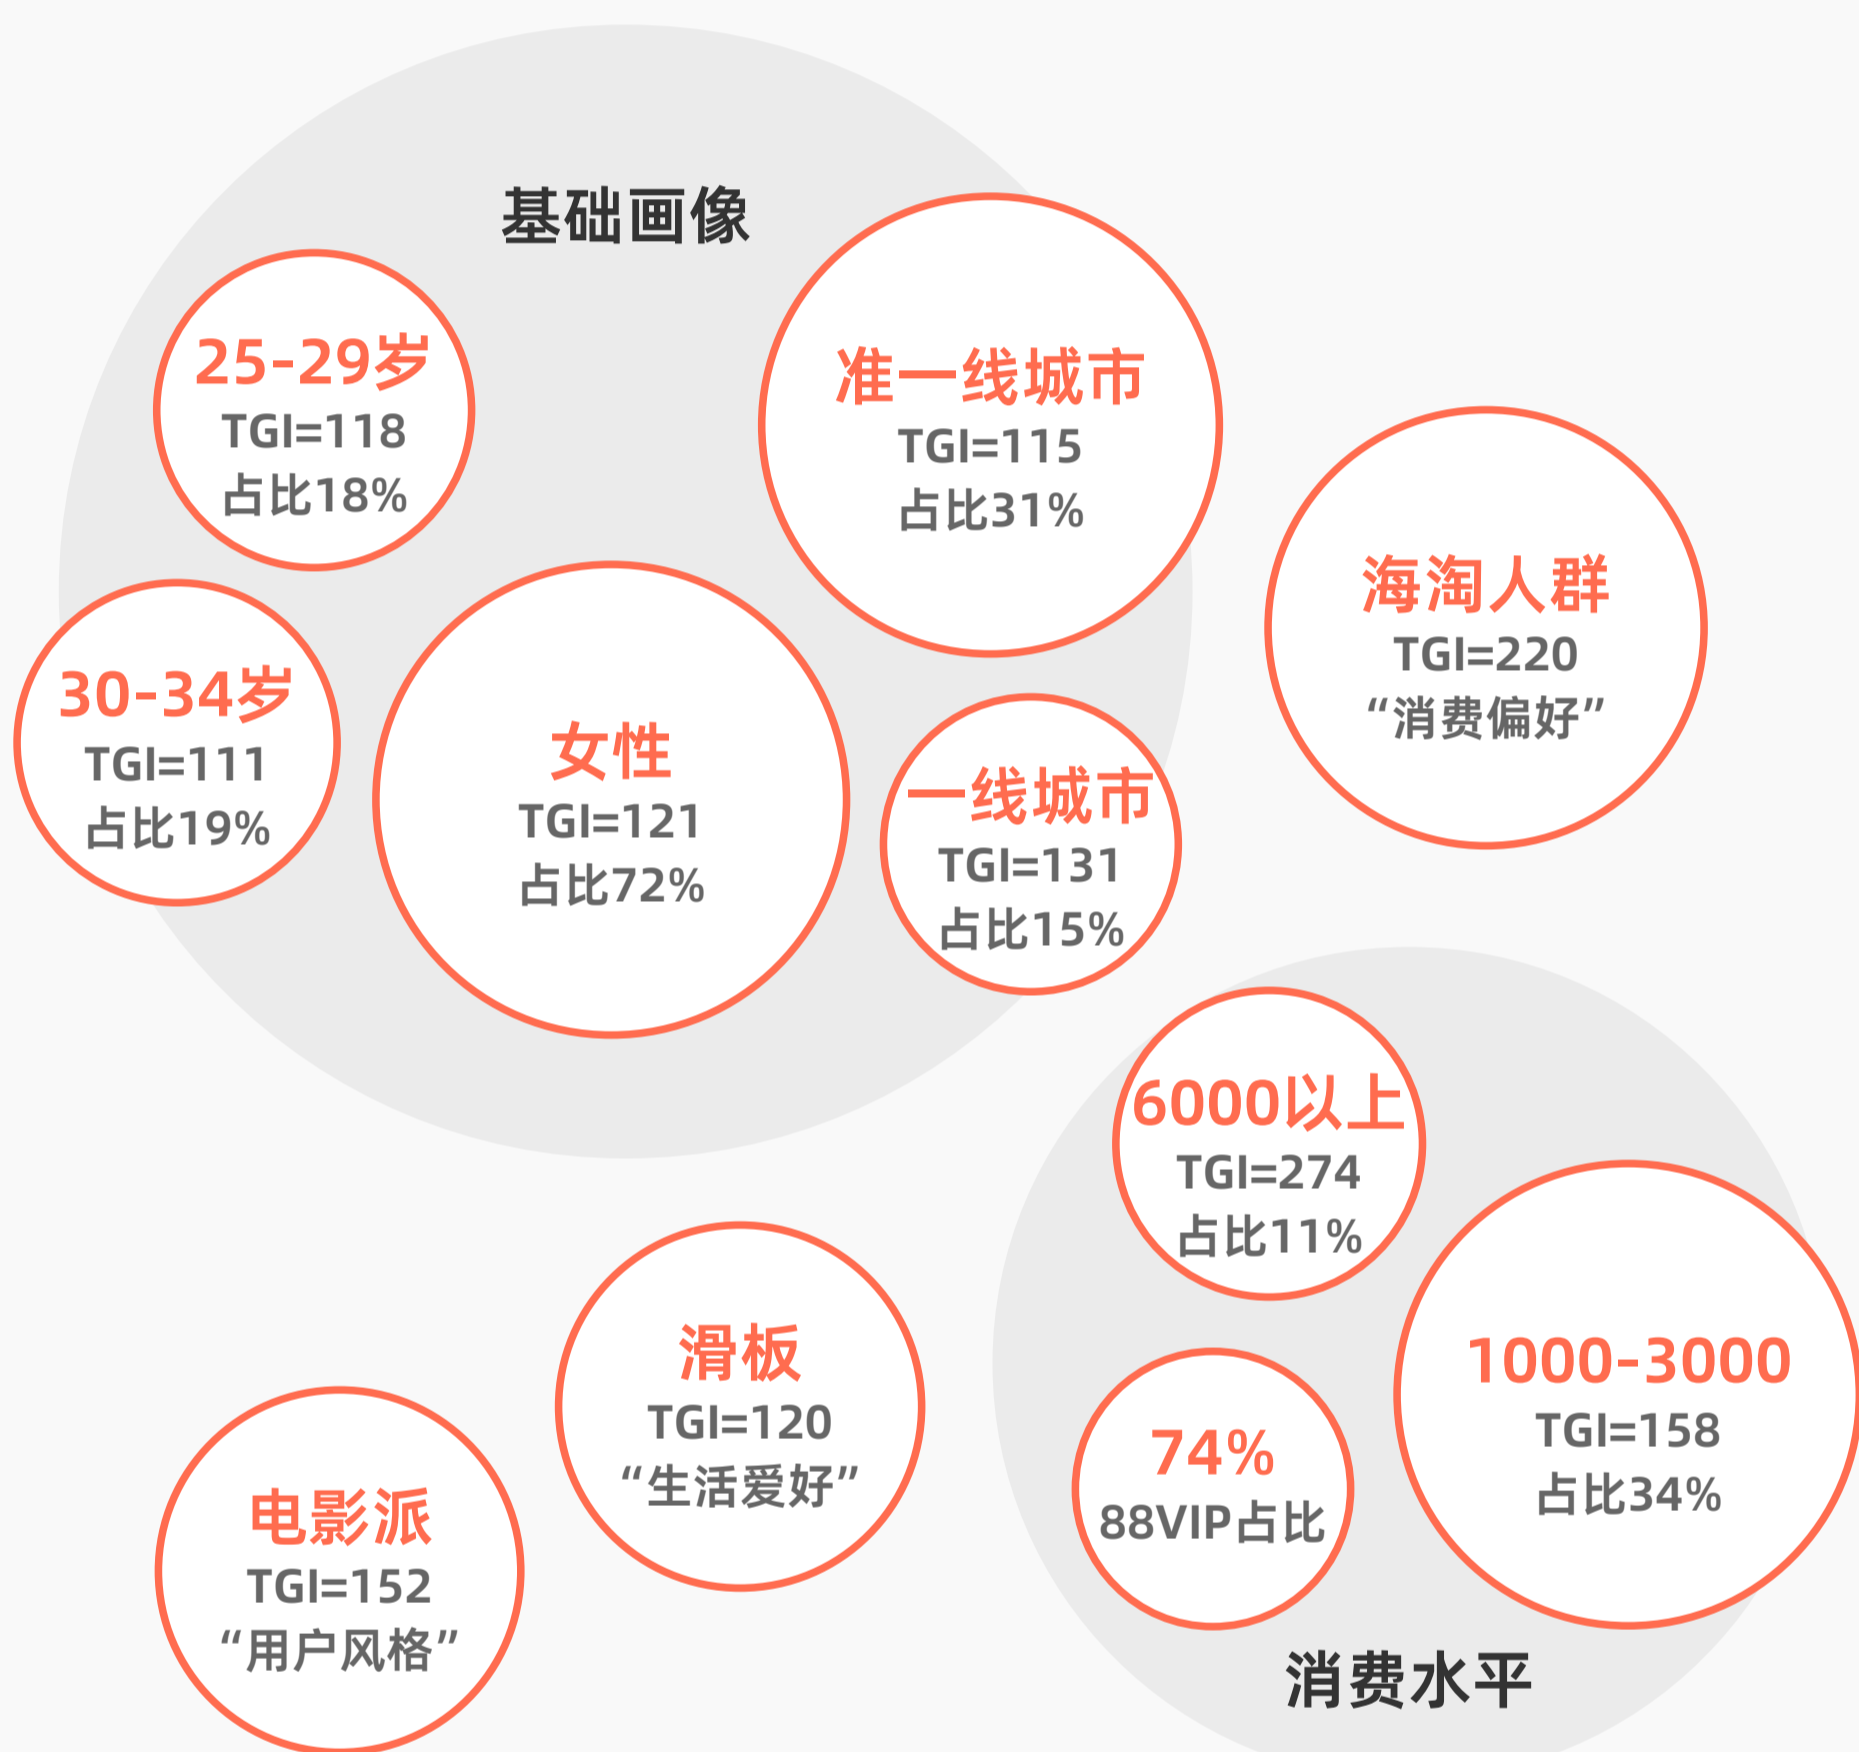 基础画像
25-29岁
TGI=118
占比18%
准一线城市
TGI=115
占比31%
海淘人群
TGI=220
“消费偏好”
30-34岁
TGI=111
占比19%
女性
TGI=121
占比72%
一线城市
TGI=131
占比15%
6000以上
TGI=274
占比11%
滑板
TGI=120
“生活爱好”
1000-3000
TGI=158
占比34%
74%
88VIP占比
电影派
TGI=152
“用户风格”
消费水平